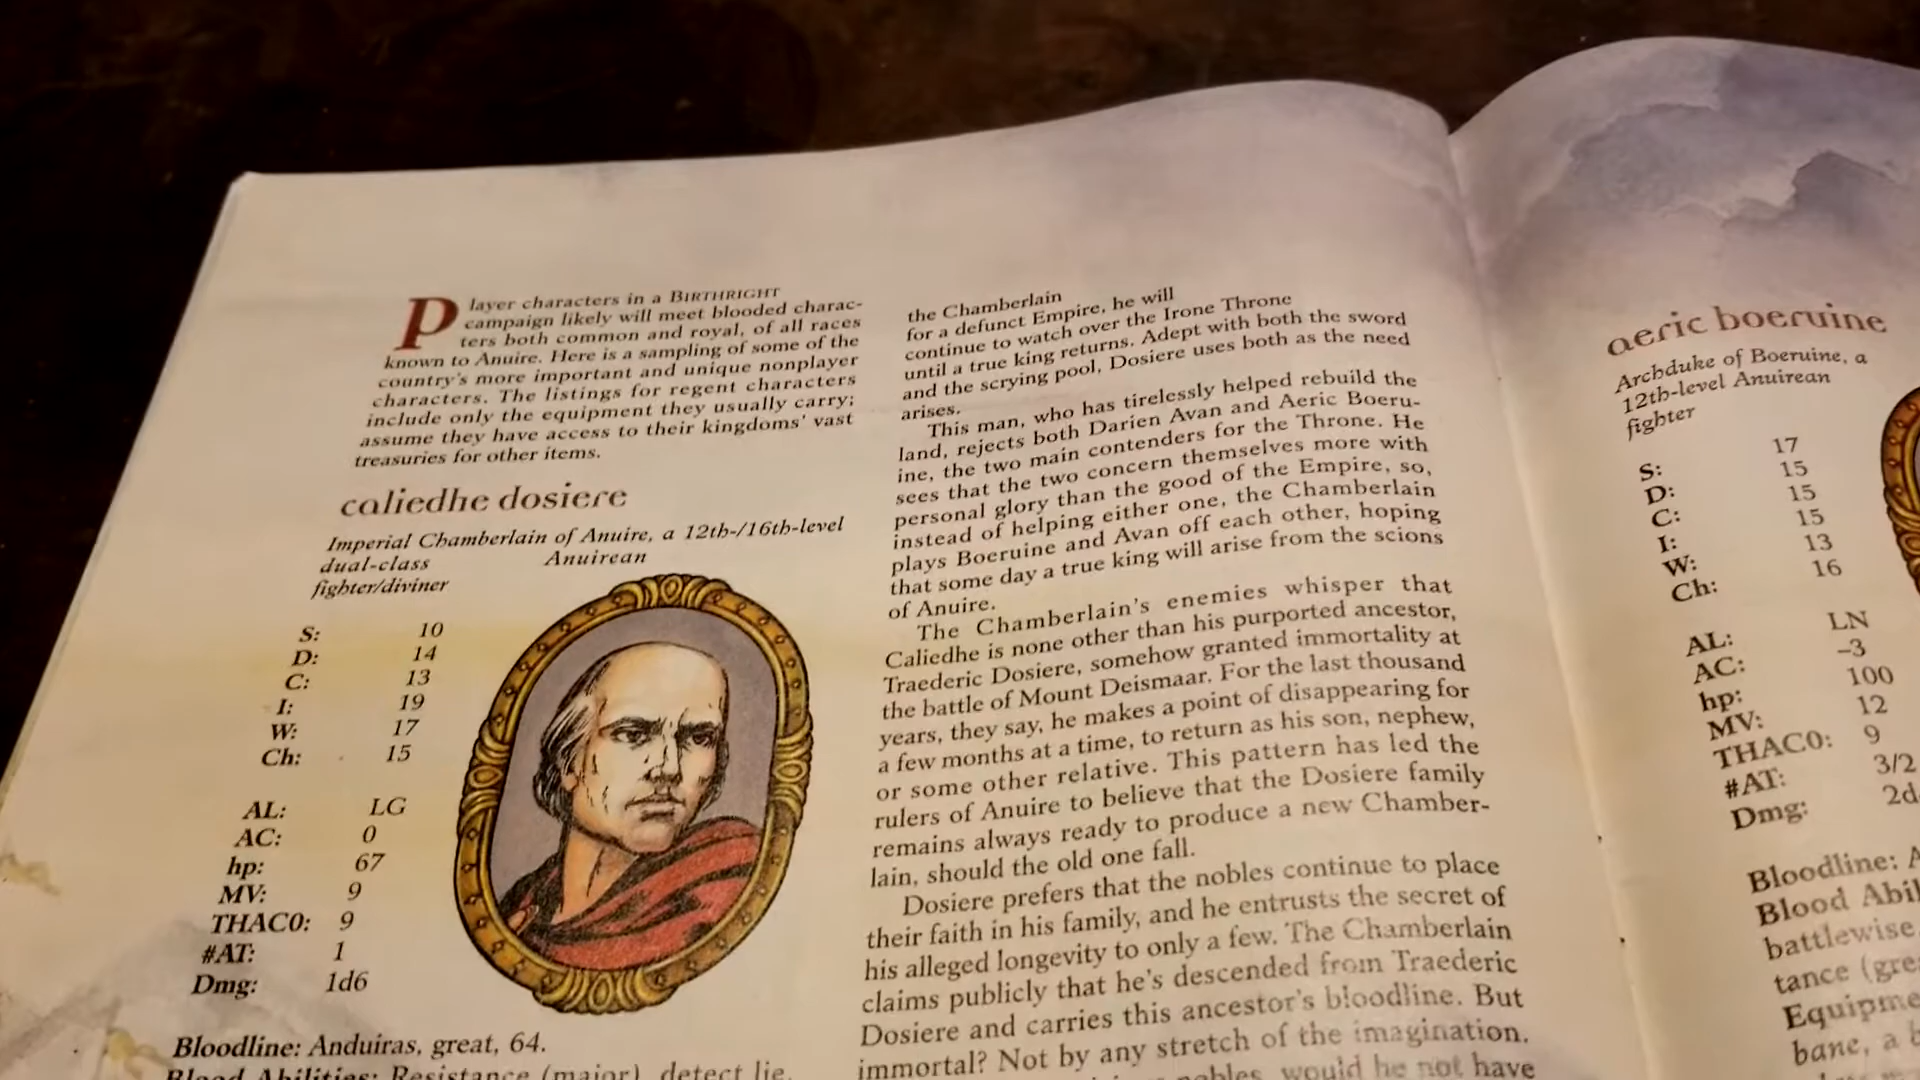 Player characters in a BIRTHRIGHT
campaign likely will meet blooded charac-
ters both common and royal, of all races
known to Anuire. Here is a sampling of some of the
country's more important and unique nonplayer
characters. The listings for regent characters
include only the equipment they usually carry;
assume they have access to their kingdoms' vast
treasuries for other items.
caliedhe dosiere
Imperial Chamberlain of Anuire, a 12th-/16th-level
dual-class Anuirean
fighter/diviner
S: 10
D: 14
C: 13
I: 19
W: 17
Ch: 15
AL: LG
AC: 0
hp: 67
MV: 9
THAC0: 9
#AT: 1
Dmg: 1d6
Bloodline: Anduiras, great, 64.
Blood Abilities: Resistance (major), detect lie,
the Chamberlain
for a defunct Empire, he will
continue to watch over the Irone Throne
until a true king returns. Adept with both the sword
and the scrying pool, Dosiere uses both as the need
arises.
This man, who has tirelessly helped rebuild the
land, rejects both Darien Avan and Aeric Boeru-
ine, the two main contenders for the Throne. He
sees that the two concern themselves more with
personal glory than the good of the Empire, so,
instead of helping either one, the Chamberlain
plays Boeruine and Avan off each other, hoping
that some day a true king will arise from the scions
of Anuire.
The Chamberlain's enemies whisper that
Caliedhe is none other than his purported ancestor,
Traederic Dosiere, somehow granted immortality at
the battle of Mount Deismaar. For the last thousand
years, they say, he makes a point of disappearing for
a few months at a time, to return as his son, nephew,
or some other relative. This pattern has led the
rulers of Anuire to believe that the Dosiere family
remains always ready to produce a new Chamber-
lain, should the old one fall.
Dosiere prefers that the nobles continue to place
their faith in his family, and he entrusts the secret of
his alleged longevity to only a few. The Chamberlain
claims publicly that he's descended from Traederic
Dosiere and carries this ancestor's bloodline. But
immortal? Not by any stretch of the imagination.
nobles, would he not have
aeric boeruine
Archduke of Boeruine, a
12th-level Anuirean
fighter
S: 17
D: 15
C: 15
I: 15
W: 13
Ch: 16
AL: LN
AC: -3
hp: 100
MV: 12
THAC0: 9
#AT: 3/2
Dmg: 2d
Bloodline: A
Blood Abil
battlewise,
tance (gre
Equipme
bane, a b